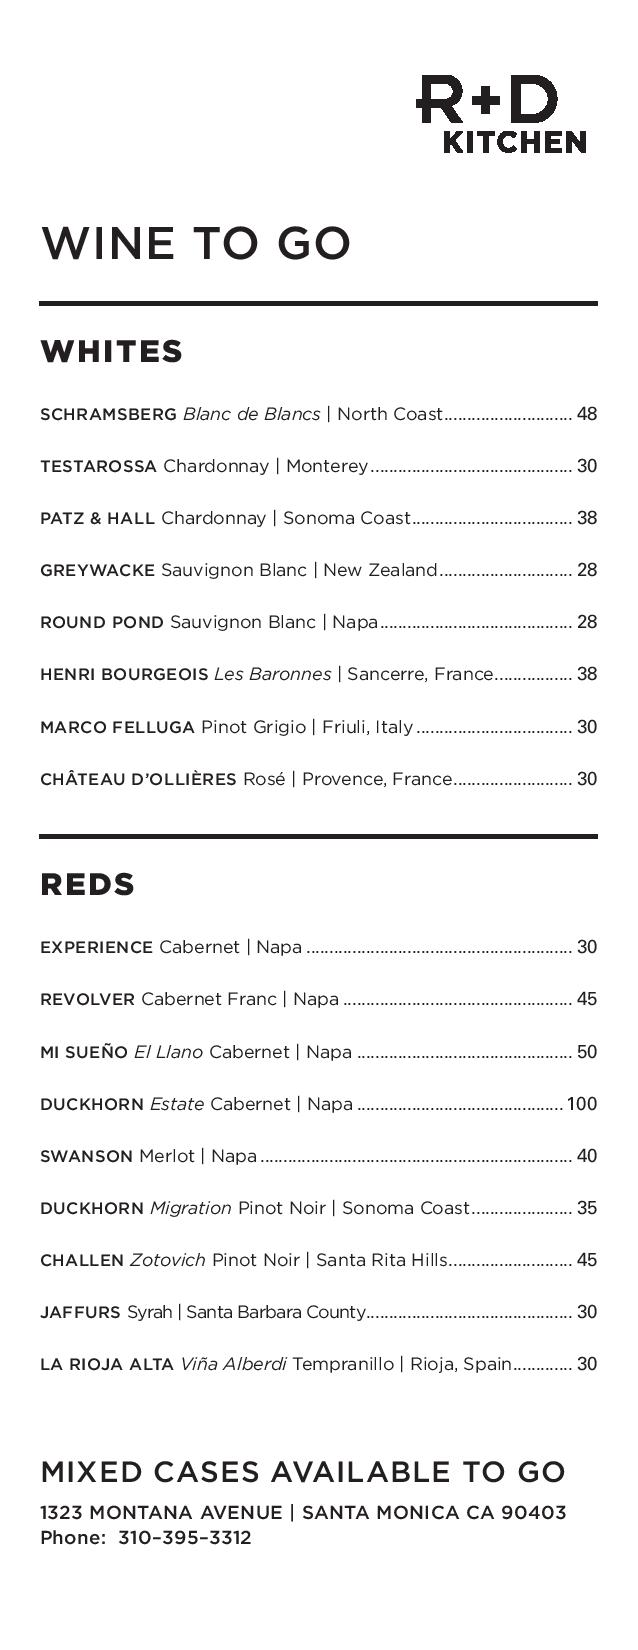 R+D
KITCHEN
WINE TO GO
WHITES
SCHRAMSBERG Blanc de Blancs | North Coast............................ 48
TESTAROSSA Chardonnay | Monterey............................................ 30
PATZ & HALL Chardonnay | Sonoma Coast................................... 38
GREYWACKE Sauvignon Blanc | New Zealand............................. 28
ROUND POND Sauvignon Blanc | Napa.......................................... 28
HENRI BOURGEOIS Les Baronnes | Sancerre, France................. 38
MARCO FELLUGA Pinot Grigio | Friuli, Italy .................................. 30
CHÂTEAU D’OLLIÈRES Rosé | Provence, France.......................... 30
REDS
EXPERIENCE Cabernet | Napa .......................................................... 30
REVOLVER Cabernet Franc | Napa .................................................. 45
MI SUEÑO El Llano Cabernet | Napa ............................................... 50
DUCKHORN Estate Cabernet | Napa ............................................. 100
SWANSON Merlot | Napa .................................................................... 40
DUCKHORN Migration Pinot Noir | Sonoma Coast...................... 35
CHALLEN Zotovich Pinot Noir | Santa Rita Hills........................... 45
JAFFURS Syrah | Santa Barbara County............................................. 30
LA RIOJA ALTA Viña Alberdi Tempranillo | Rioja, Spain............. 30
MIXED CASES AVAILABLE TO GO
1323 MONTANA AVENUE | SANTA MONICA CA 90403
Phone: 310–395–3312